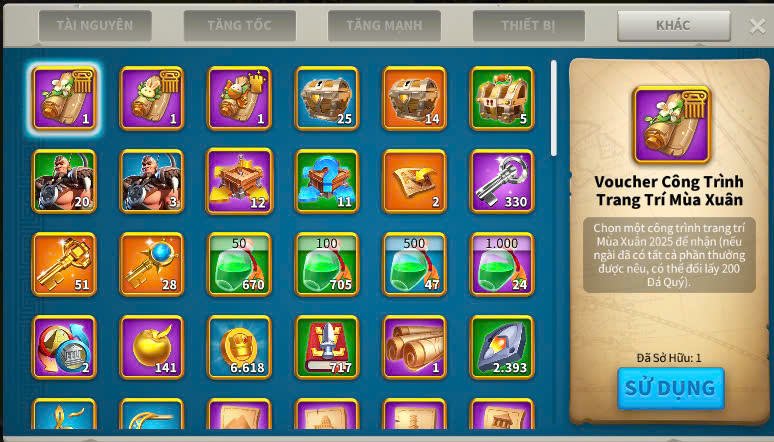 TÀI NGUYÊN
TĂNG TỐC
TĂNG MẠNH
THIẾT BỊ
KHÁC
1
1
1
25
14
5
20
3
12
11
2
330
51
28
50
670
100
705
500
47
1.000
24
2
141
6.618
717
1
2.393
Voucher Công Trình
Trang Trí Mùa Xuân
Chọn một công trình trang trí
Mùa Xuân 2025 để nhận (nếu
ngài đã có tất cả phần thưởng
được nêu, có thể đổi lấy 200
Đá Quý).
Đã Sở Hữu: 1
SỬ DỤNG